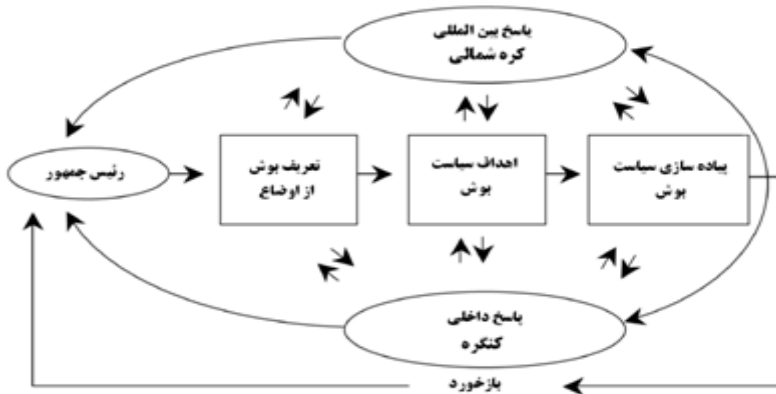 پاسخ بین المللی
کره شمالی
رئیس جمهور
تعریف بوش
از اوضاع
اهداف سیاست
بوش
پیاده سازی سیاست
بوش
پاسخ داخلی
کنگره
بازخورد